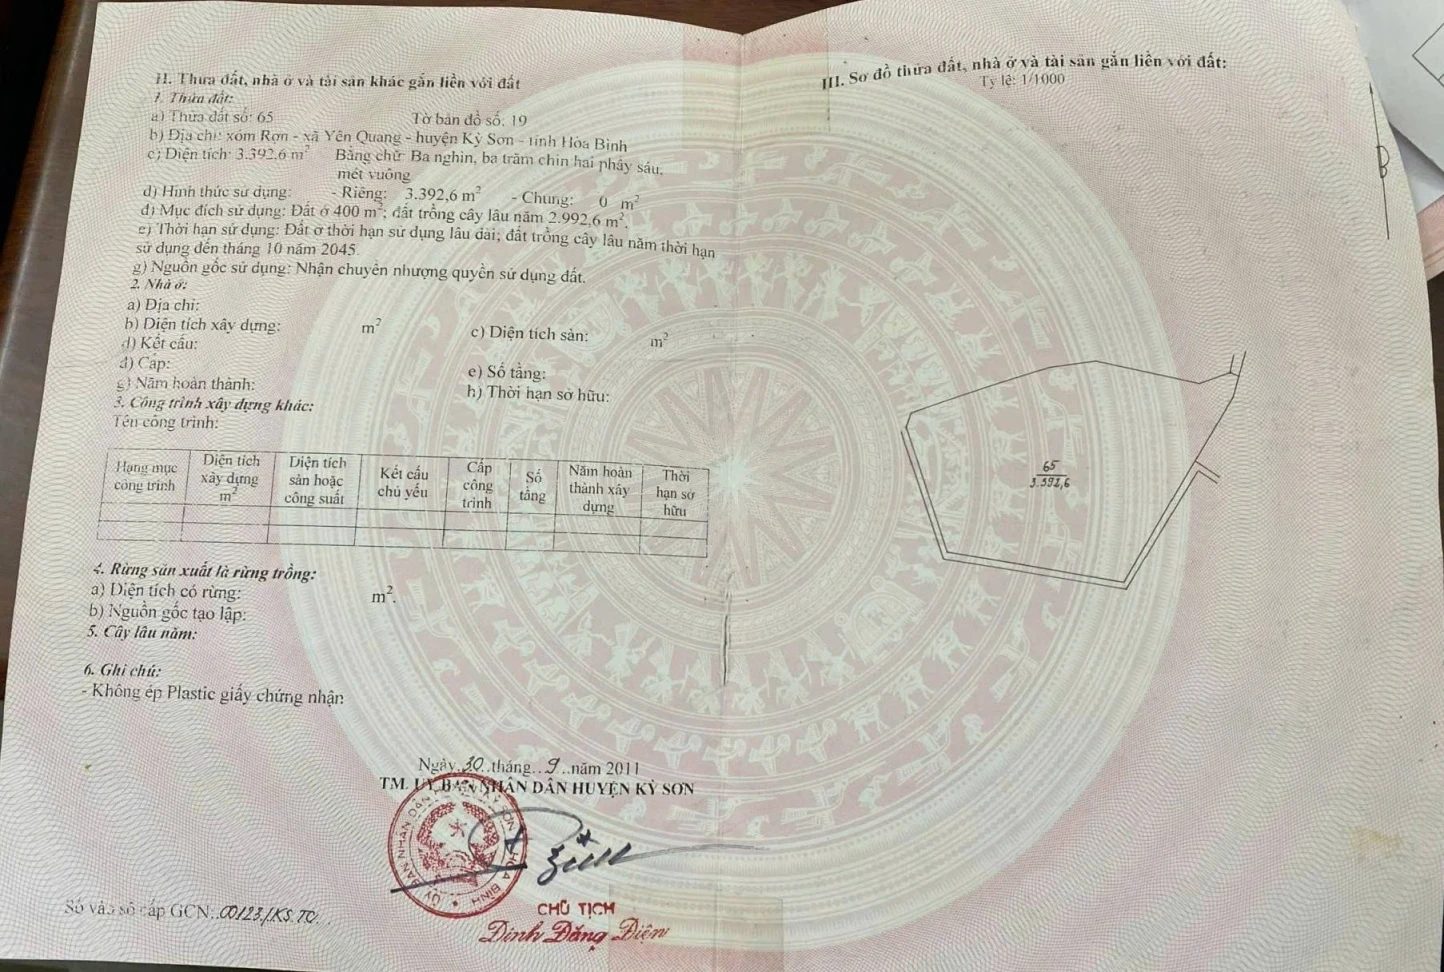 II. Thửa đất, nhà ở và tài sản khác gắn liền với đất
1. Thửa đất:
a) Thửa đất số: 65 Tờ bản đồ số: 19
b) Địa chỉ: xóm Rợn - xã Yên Quang - huyện Kỳ Sơn - tỉnh Hòa Bình
c) Diện tích: 3.392,6 m² Bằng chữ: Ba nghìn, ba trăm chín hai phẩy sáu,
mét vuông
d) Hình thức sử dụng: - Riêng: 3.392,6 m² - Chung: 0 m²
đ) Mục đích sử dụng: Đất ở 400 m²; đất trồng cây lâu năm 2.992,6 m².
e) Thời hạn sử dụng: Đất ở thời hạn sử dụng lâu dài; đất trồng cây lâu năm thời hạn
sử dụng đến tháng 10 năm 2045.
g) Nguồn gốc sử dụng: Nhận chuyển nhượng quyền sử dụng đất.
2. Nhà ở:
a) Địa chỉ:
b) Diện tích xây dựng: m² c) Diện tích sàn: m²
d) Kết cấu:
đ) Cấp: e) Số tầng:
g) Năm hoàn thành: h) Thời hạn sở hữu:
3. Công trình xây dựng khác:
Tên công trình:
Hạng mục công trình Diện tích xây dựng m² Diện tích sàn hoặc công suất Kết cấu chủ yếu Cấp công trình Số tầng Năm hoàn thành xây dựng Thời hạn sở hữu
4. Rừng sản xuất là rừng trồng:
a) Diện tích có rừng: m².
b) Nguồn gốc tạo lập:
5. Cây lâu năm:
6. Ghi chú:
- Không ép Plastic giấy chứng nhận
Ngày 30 tháng 9 năm 2011
TM. ỦY BAN NHÂN DÂN HUYỆN KỲ SƠN
CHỦ TỊCH
Đinh Đăng Điện
Số vào sổ cấp GCN: 00123/KS.TQ
III. Sơ đồ thửa đất, nhà ở và tài sản gắn liền với đất:
Tỷ lệ: 1/1000
B
65
3.392,6